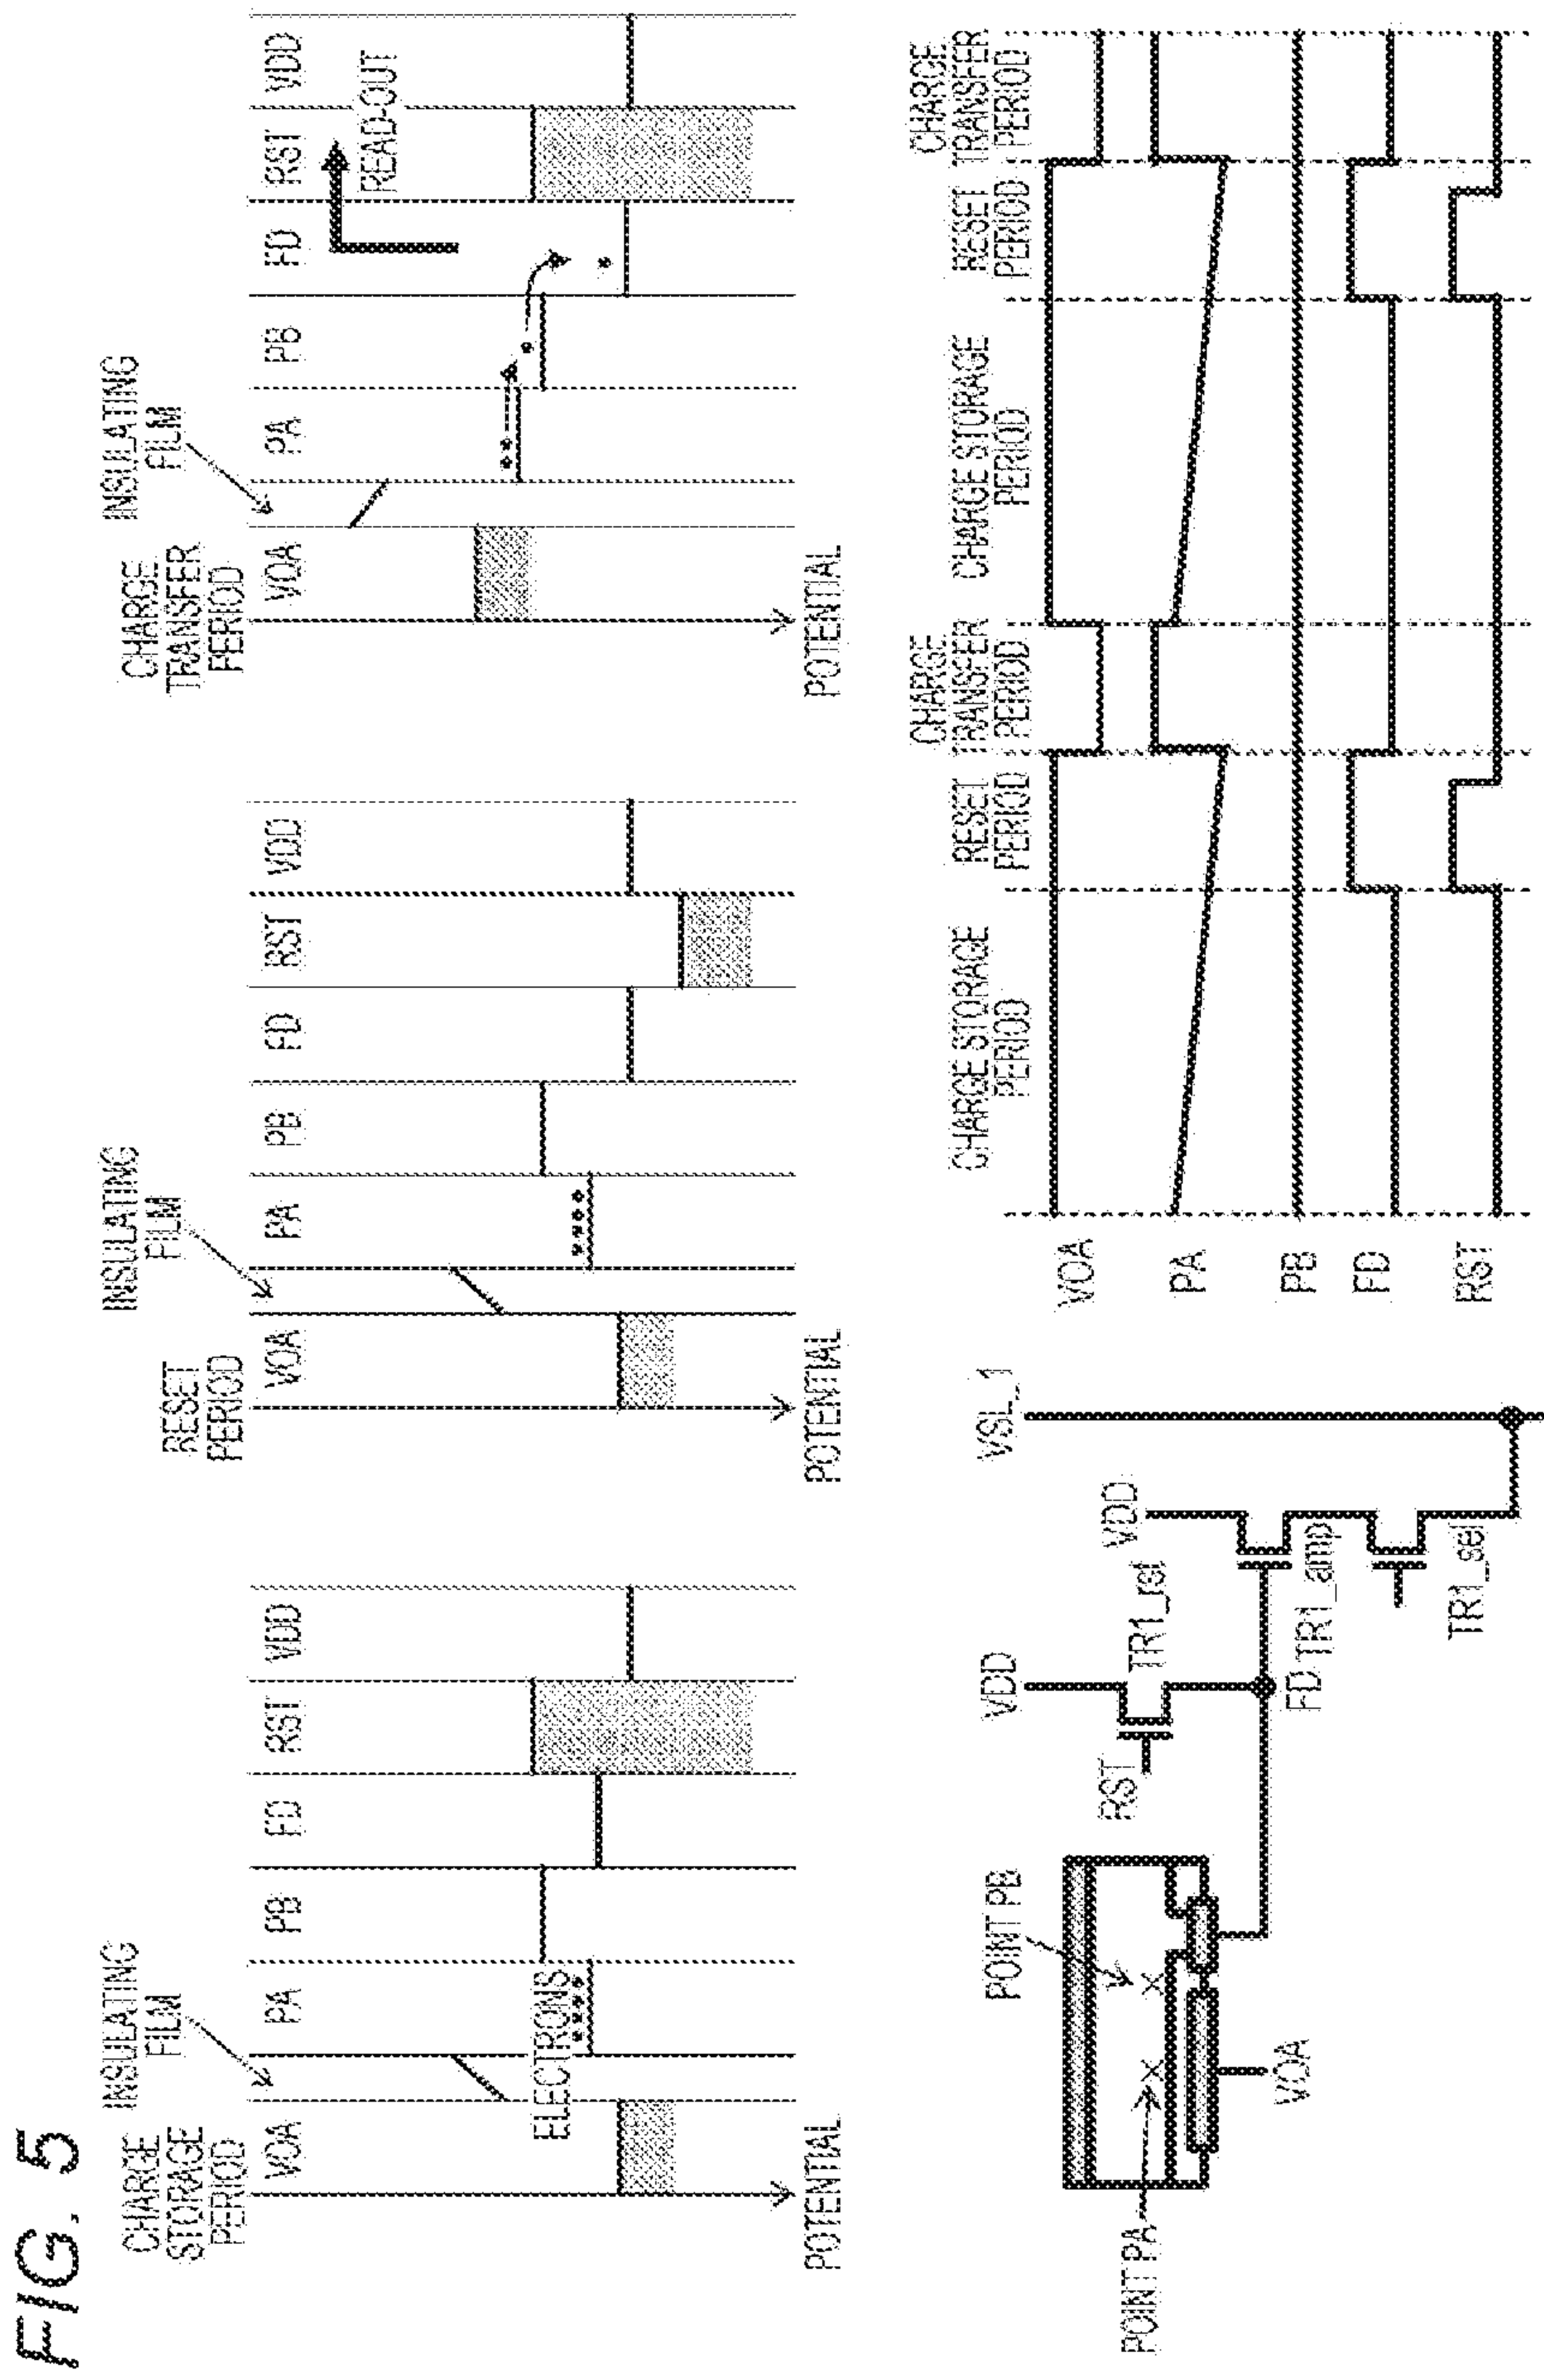 FIG. 5
CHARGE
STORAGE
PERIOD
INSULATING
FILM
VOA
PA
PB
FD
RST
VDD
ELECTRONS
POTENTIAL
RESET
PERIOD
INSULATING
FILM
VOA
PA
PB
FD
RST
VDD
POTENTIAL
CHARGE
TRANSFER
PERIOD
INSULATING
FILM
VOA
PA
PB
FD
RST
VDD
READ-OUT
POTENTIAL
POINT PA
POINT PB
VOA
RST
VDD
TR1_rst
FD
VDD
TR1_amp
TR1_sel
VSL_1
CHARGE STORAGE
PERIOD
RESET
PERIOD
CHARGE
TRANSFER
PERIOD
CHARGE STORAGE
PERIOD
RESET
PERIOD
CHARGE
TRANSFER
PERIOD
VOA
PA
PB
FD
RST